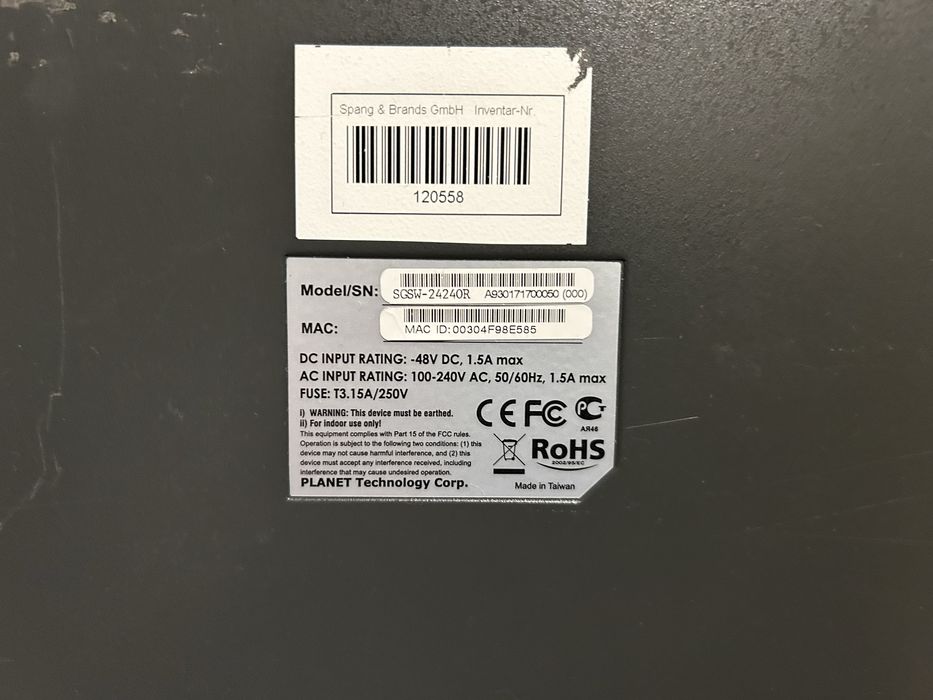 Spang & Brands GmbH Inventar-Nr.
120558
Model/SN: SGSW-24240R A930171700050 (000)
MAC: MAC ID:00304F98E585
DC INPUT RATING: -48V DC, 1.5A max
AC INPUT RATING: 100-240V AC, 50/60Hz, 1.5A max
FUSE: T3.15A/250V
i) WARNING: This device must be earthed.
ii) For indoor use only!
This equipment complies with Part 15 of the FCC rules.
Operation is subject to the following two conditions: (1) this
device may not cause harmful interference, and (2) this
device must accept any interference received, including
interference that may cause undesired operation.
PLANET Technology Corp.
CE FC PCT
АЯ46
RoHS
2002/95/EC
Made in Taiwan